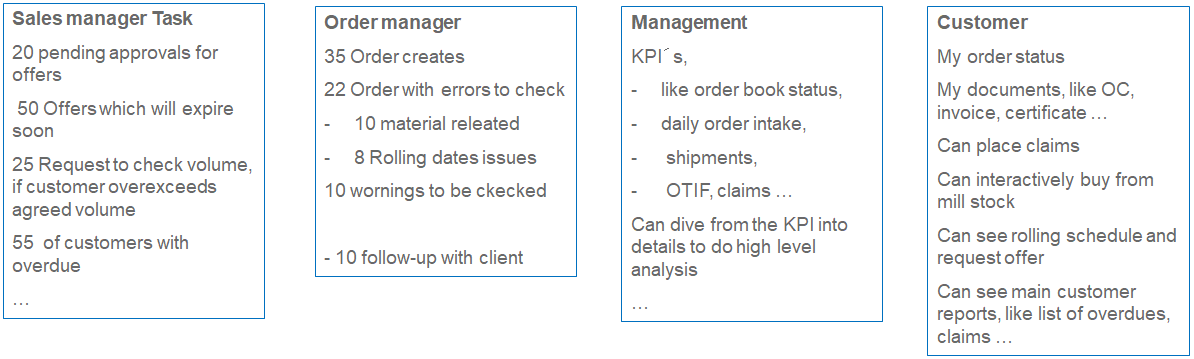 Sales manager Task
20 pending approvals for
offers
50 Offers which will expire
soon
25 Request to check volume,
if customer overexceeds
agreed volume
55 of customers with
overdue
…
Order manager
35 Order creates
22 Order with errors to check
- 10 material releated
- 8 Rolling dates issues
10 wornings to be ckecked
- 10 follow-up with client
Management
KPI´s,
- like order book status,
- daily order intake,
- shipments,
- OTIF, claims …
Can dive from the KPI into
details to do high level
analysis
…
Customer
My order status
My documents, like OC,
invoice, certificate …
Can place claims
Can interactively buy from
mill stock
Can see rolling schedule and
request offer
Can see main customer
reports, like list of overdues,
claims …